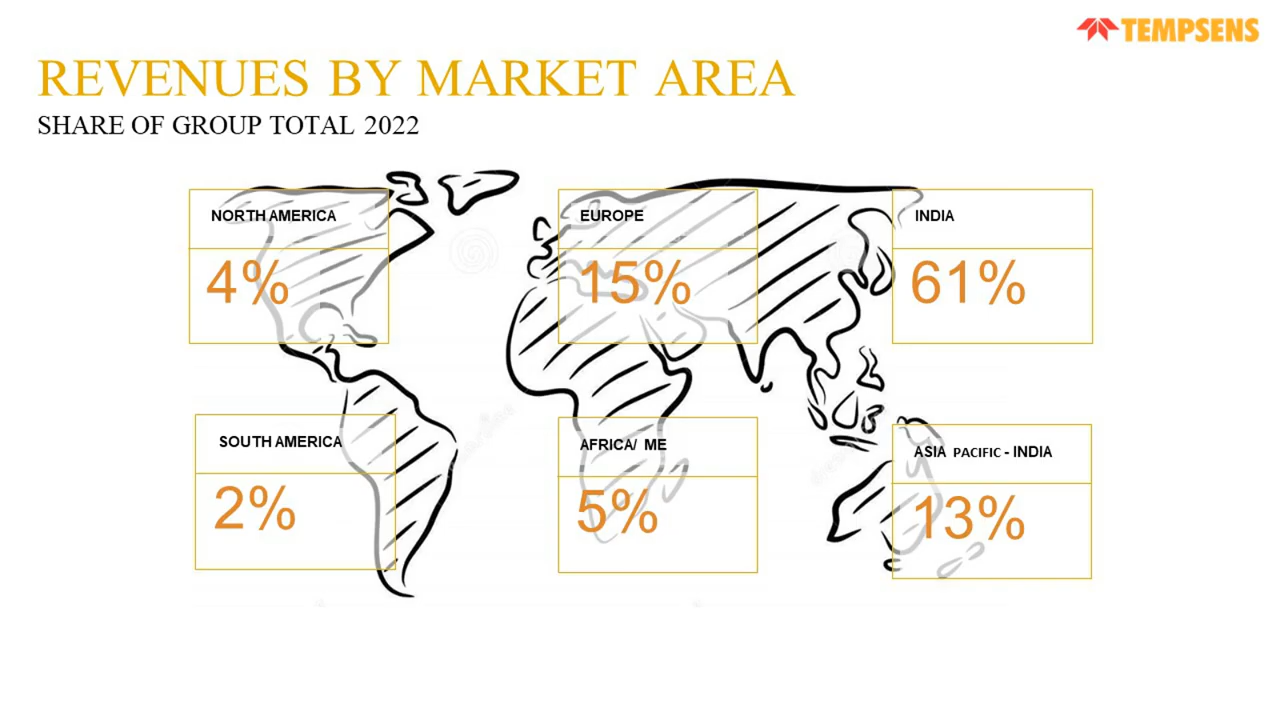 TEMPSENS
REVENUES BY MARKET AREA
SHARE OF GROUP TOTAL 2022
NORTH AMERICA
4%
EUROPE
15%
INDIA
61%
SOUTH AMERICA
2%
AFRICA/ ME
5%
ASIA PACIFIC - INDIA
13%